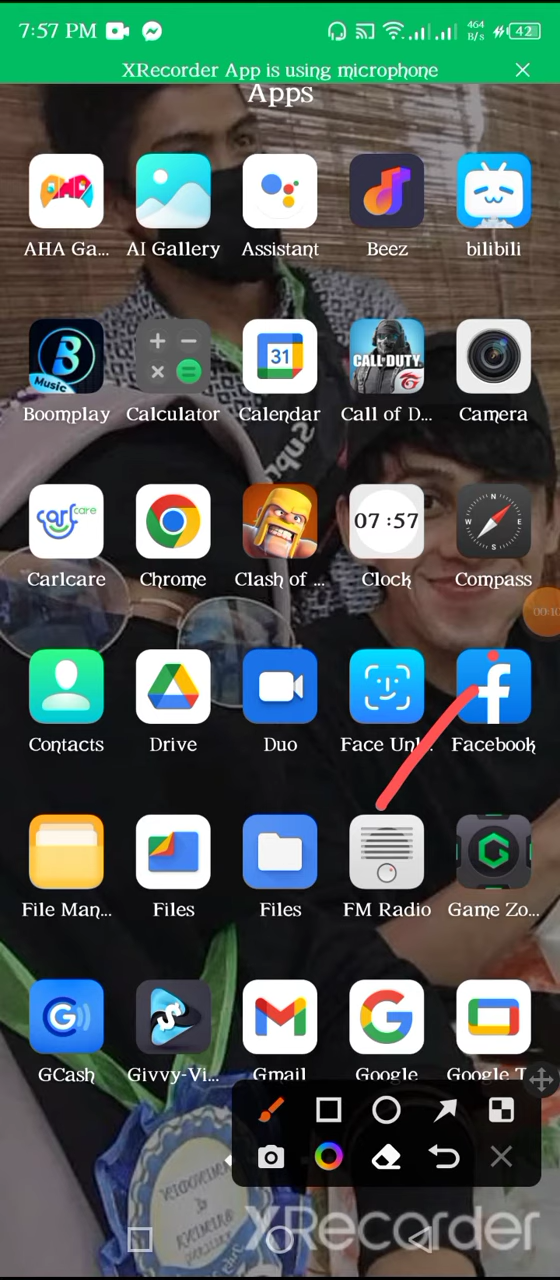 7:57 PM 464 B/s 42
XRecorder App is using microphone
Apps
AHA Ga... AI Gallery Assistant Beez bilibili
Music CALL DUTY 31
Boomplay Calculator Calendar Call of D... Camera
carlcare 07:57 N W E S
Carlcare Chrome Clash of ... Clock Compass
00:10
Contacts Drive Duo Face Unl... Facebook
File Man... Files Files FM Radio Game Zo...
GCash Givvy-Vi... Gmail Google Google T...
XRecorder